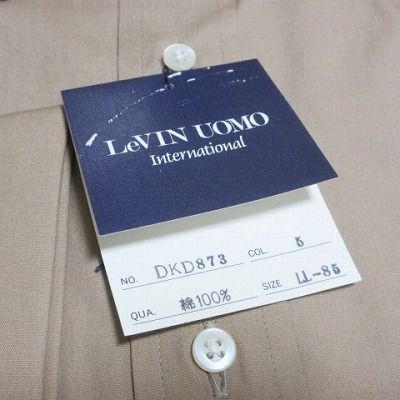 LeVIN UOMO
International
NO. DKD873 COL. 5
QUA. 綿100% SIZE LL-85